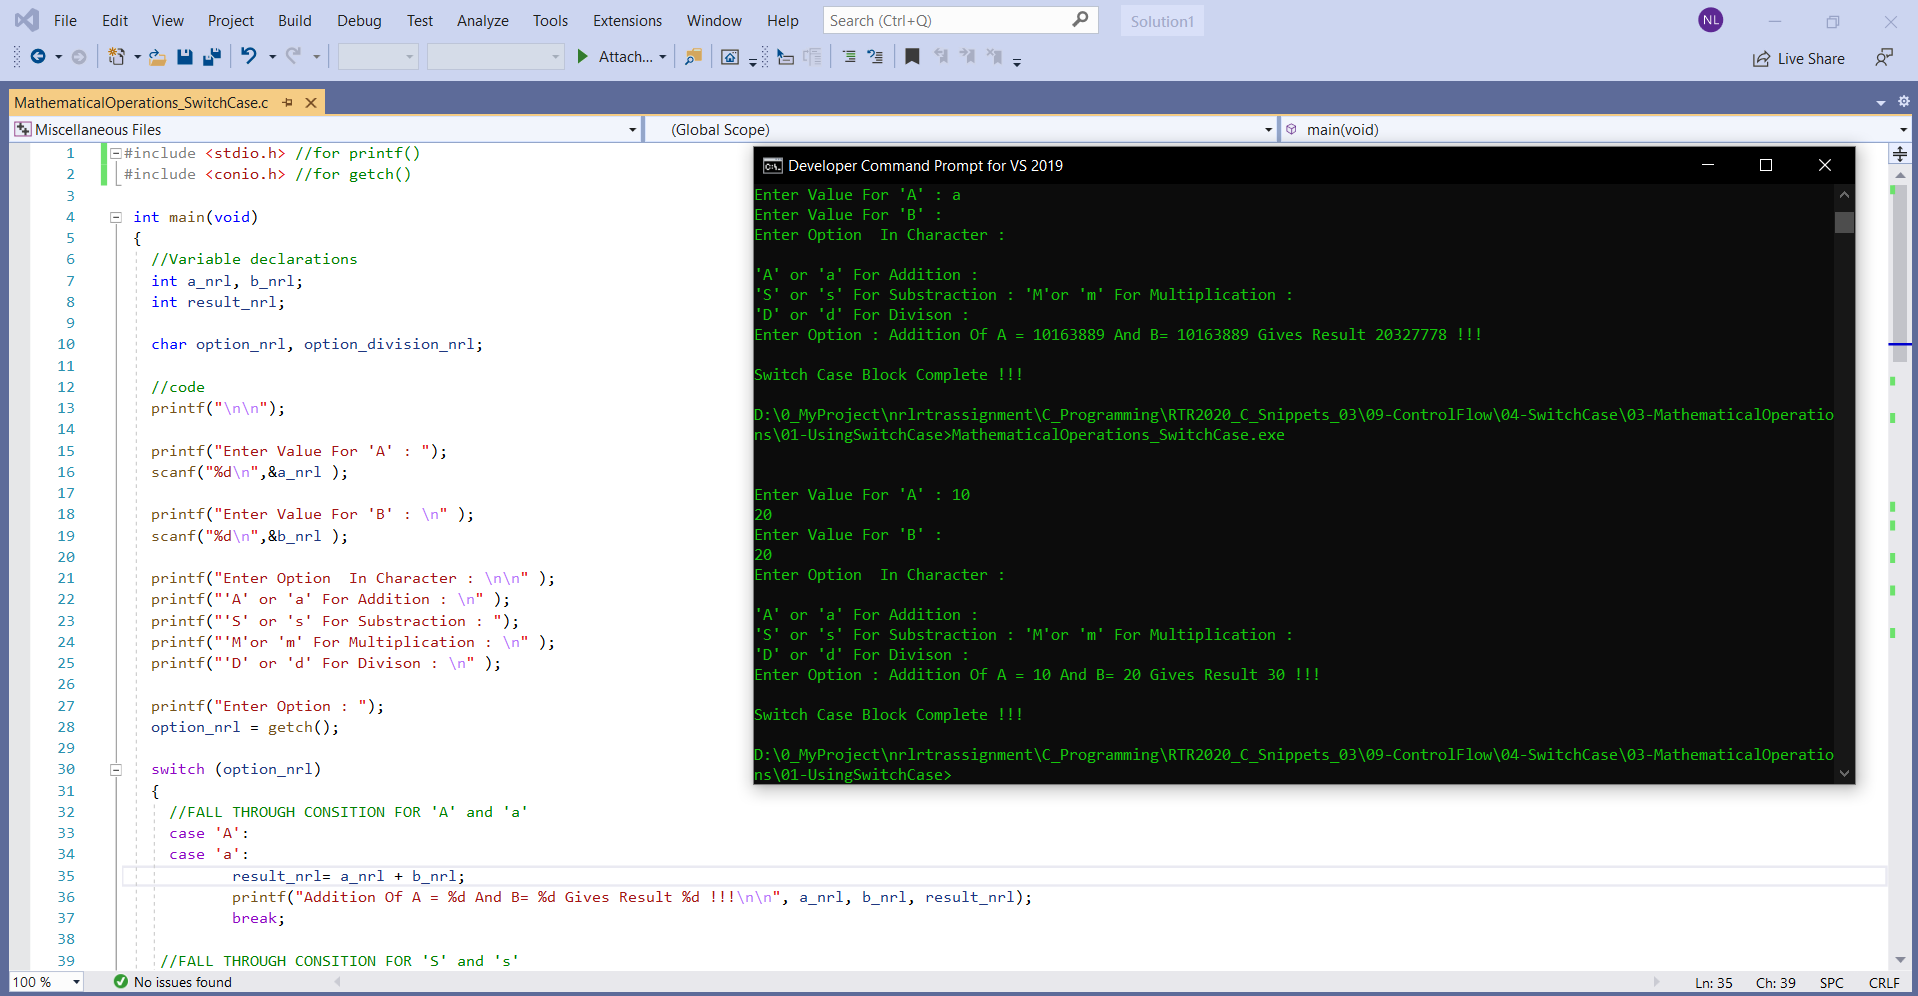 File Edit View Project Build Debug Test Analyze Tools Extensions Window Help Search (Ctrl+Q) Solution1 NL
Attach... Live Share
MathematicalOperations_SwitchCase.c
Miscellaneous Files (Global Scope) main(void)
1 #include <stdio.h> //for printf()
2 #include <conio.h> //for getch()
3
4 int main(void)
5 {
6 //Variable declarations
7 int a_nrl, b_nrl;
8 int result_nrl;
9
10 char option_nrl, option_division_nrl;
11
12 //code
13 printf("\n\n");
14
15 printf("Enter Value For 'A' : ");
16 scanf("%d\n",&a_nrl );
17
18 printf("Enter Value For 'B' : \n" );
19 scanf("%d\n",&b_nrl );
20
21 printf("Enter Option  In Character : \n\n" );
22 printf("'A' or 'a' For Addition : \n" );
23 printf("'S' or 's' For Substraction : ");
24 printf("'M'or 'm' For Multiplication : \n" );
25 printf("'D' or 'd' For Divison : \n" );
26
27 printf("Enter Option : ");
28 option_nrl = getch();
29
30 switch (option_nrl)
31 {
32 //FALL THROUGH CONSITION FOR 'A' and 'a'
33 case 'A':
34 case 'a':
35 result_nrl= a_nrl + b_nrl;
36 printf("Addition Of A = %d And B= %d Gives Result %d !!!\n\n", a_nrl, b_nrl, result_nrl);
37 break;
38
39 //FALL THROUGH CONSITION FOR 'S' and 's'
Developer Command Prompt for VS 2019
Enter Value For 'A' : a
Enter Value For 'B' :
Enter Option  In Character :
'A' or 'a' For Addition :
'S' or 's' For Substraction : 'M'or 'm' For Multiplication :
'D' or 'd' For Divison :
Enter Option : Addition Of A = 10163889 And B= 10163889 Gives Result 20327778 !!!
Switch Case Block Complete !!!
D:\0_MyProject\nrlrtrassignment\C_Programming\RTR2020_C_Snippets_03\09-ControlFlow\04-SwitchCase\03-MathematicalOperatio
ns\01-UsingSwitchCase>MathematicalOperations_SwitchCase.exe
Enter Value For 'A' : 10
20
Enter Value For 'B' :
20
Enter Option  In Character :
'A' or 'a' For Addition :
'S' or 's' For Substraction : 'M'or 'm' For Multiplication :
'D' or 'd' For Divison :
Enter Option : Addition Of A = 10 And B= 20 Gives Result 30 !!!
Switch Case Block Complete !!!
D:\0_MyProject\nrlrtrassignment\C_Programming\RTR2020_C_Snippets_03\09-ControlFlow\04-SwitchCase\03-MathematicalOperatio
ns\01-UsingSwitchCase>
100 % No issues found Ln: 35 Ch: 39 SPC CRLF